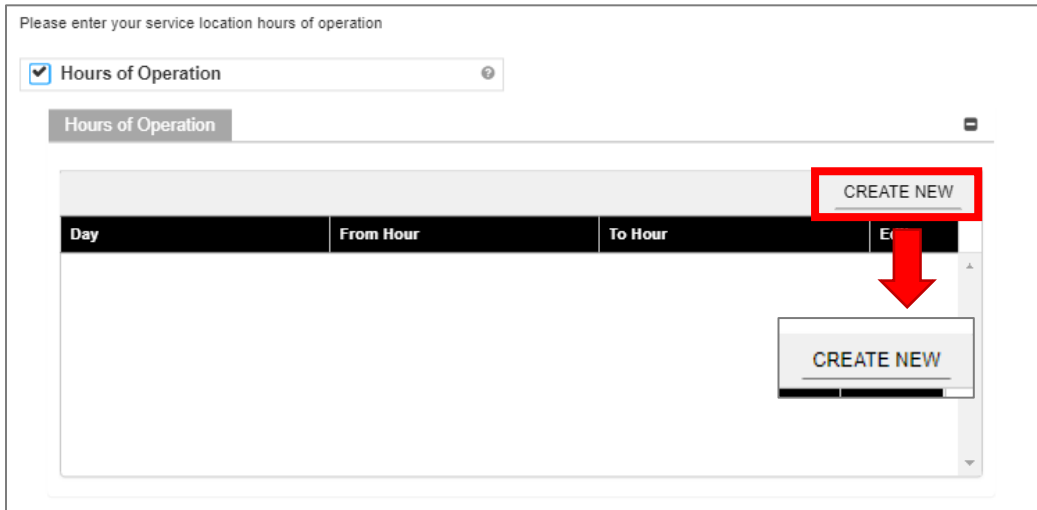 Please enter your service location hours of operation
Hours of Operation
Hours of Operation
CREATE NEW
Day From Hour To Hour
CREATE NEW